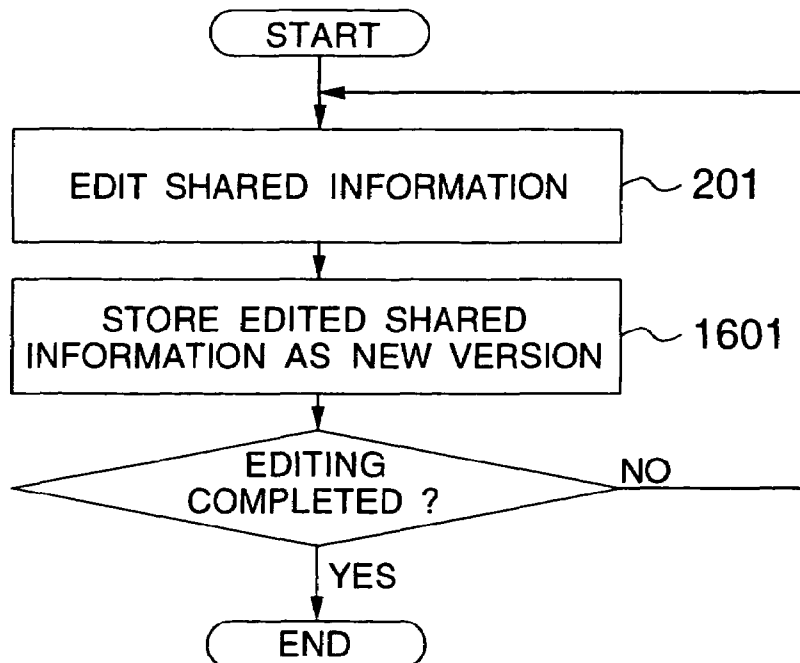 START
EDIT SHARED INFORMATION
201
STORE EDITED SHARED
INFORMATION AS NEW VERSION
1601
EDITING
COMPLETED ?
NO
YES
END